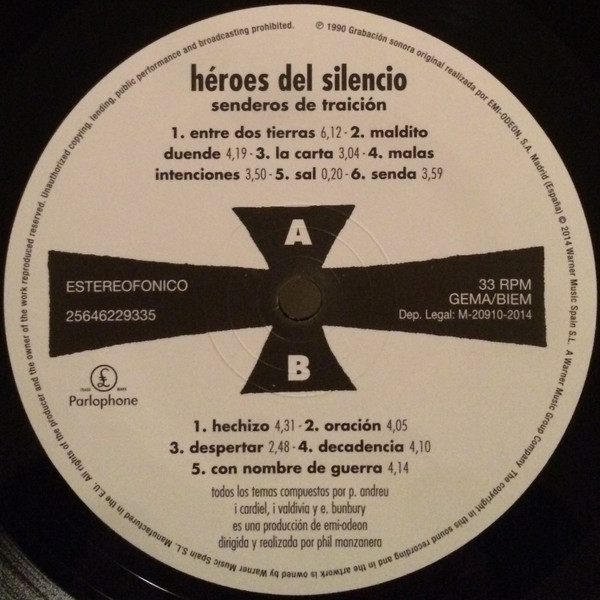 héroes del silencio
senderos de traición
1. entre dos tierras 6,12 - 2. maldito
duende 4,19 - 3. la carta 3,04 - 4. malas
intenciones 3,50 - 5. sal 0,20 - 6. senda 3,59
A
ESTEREOFONICO
25646229335
33 RPM
GEMA/BIEM
Dep. Legal: M-20910-2014
B
£
TRADE MARK
Parlophone
1. hechizo 4,31 - 2. oración 4,05
3. despertar 2,48 - 4. decadencia 4,10
5. con nombre de guerra 4,14
todos los temas compuestos por p. andreu
i cardiel, i valdivia y e. bunbury
es una producción de emi-odeon
dirigida y realizada por phil manzanera
℗ 1990 Grabación sonora original realizada por EMI-ODEON, S.A. Madrid (España) © 2014 Warner Music Spain S.L. A Warner Music Group Company. The copyright in this sound recording and in the artwork is owned by Warner Music Spain S.L. Manufactured in the E.U. All rights of the producer and the owner of the work reproduced reserved. Unauthorized copying, lending, public performance and broadcasting prohibited.